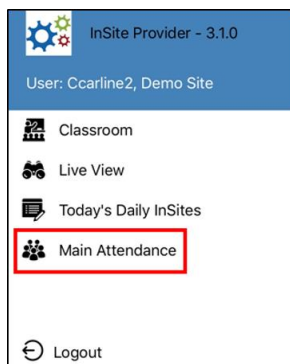 InSite Provider - 3.1.0
User: Ccarline2, Demo Site
Classroom
Live View
Today's Daily InSites
Main Attendance
Logout